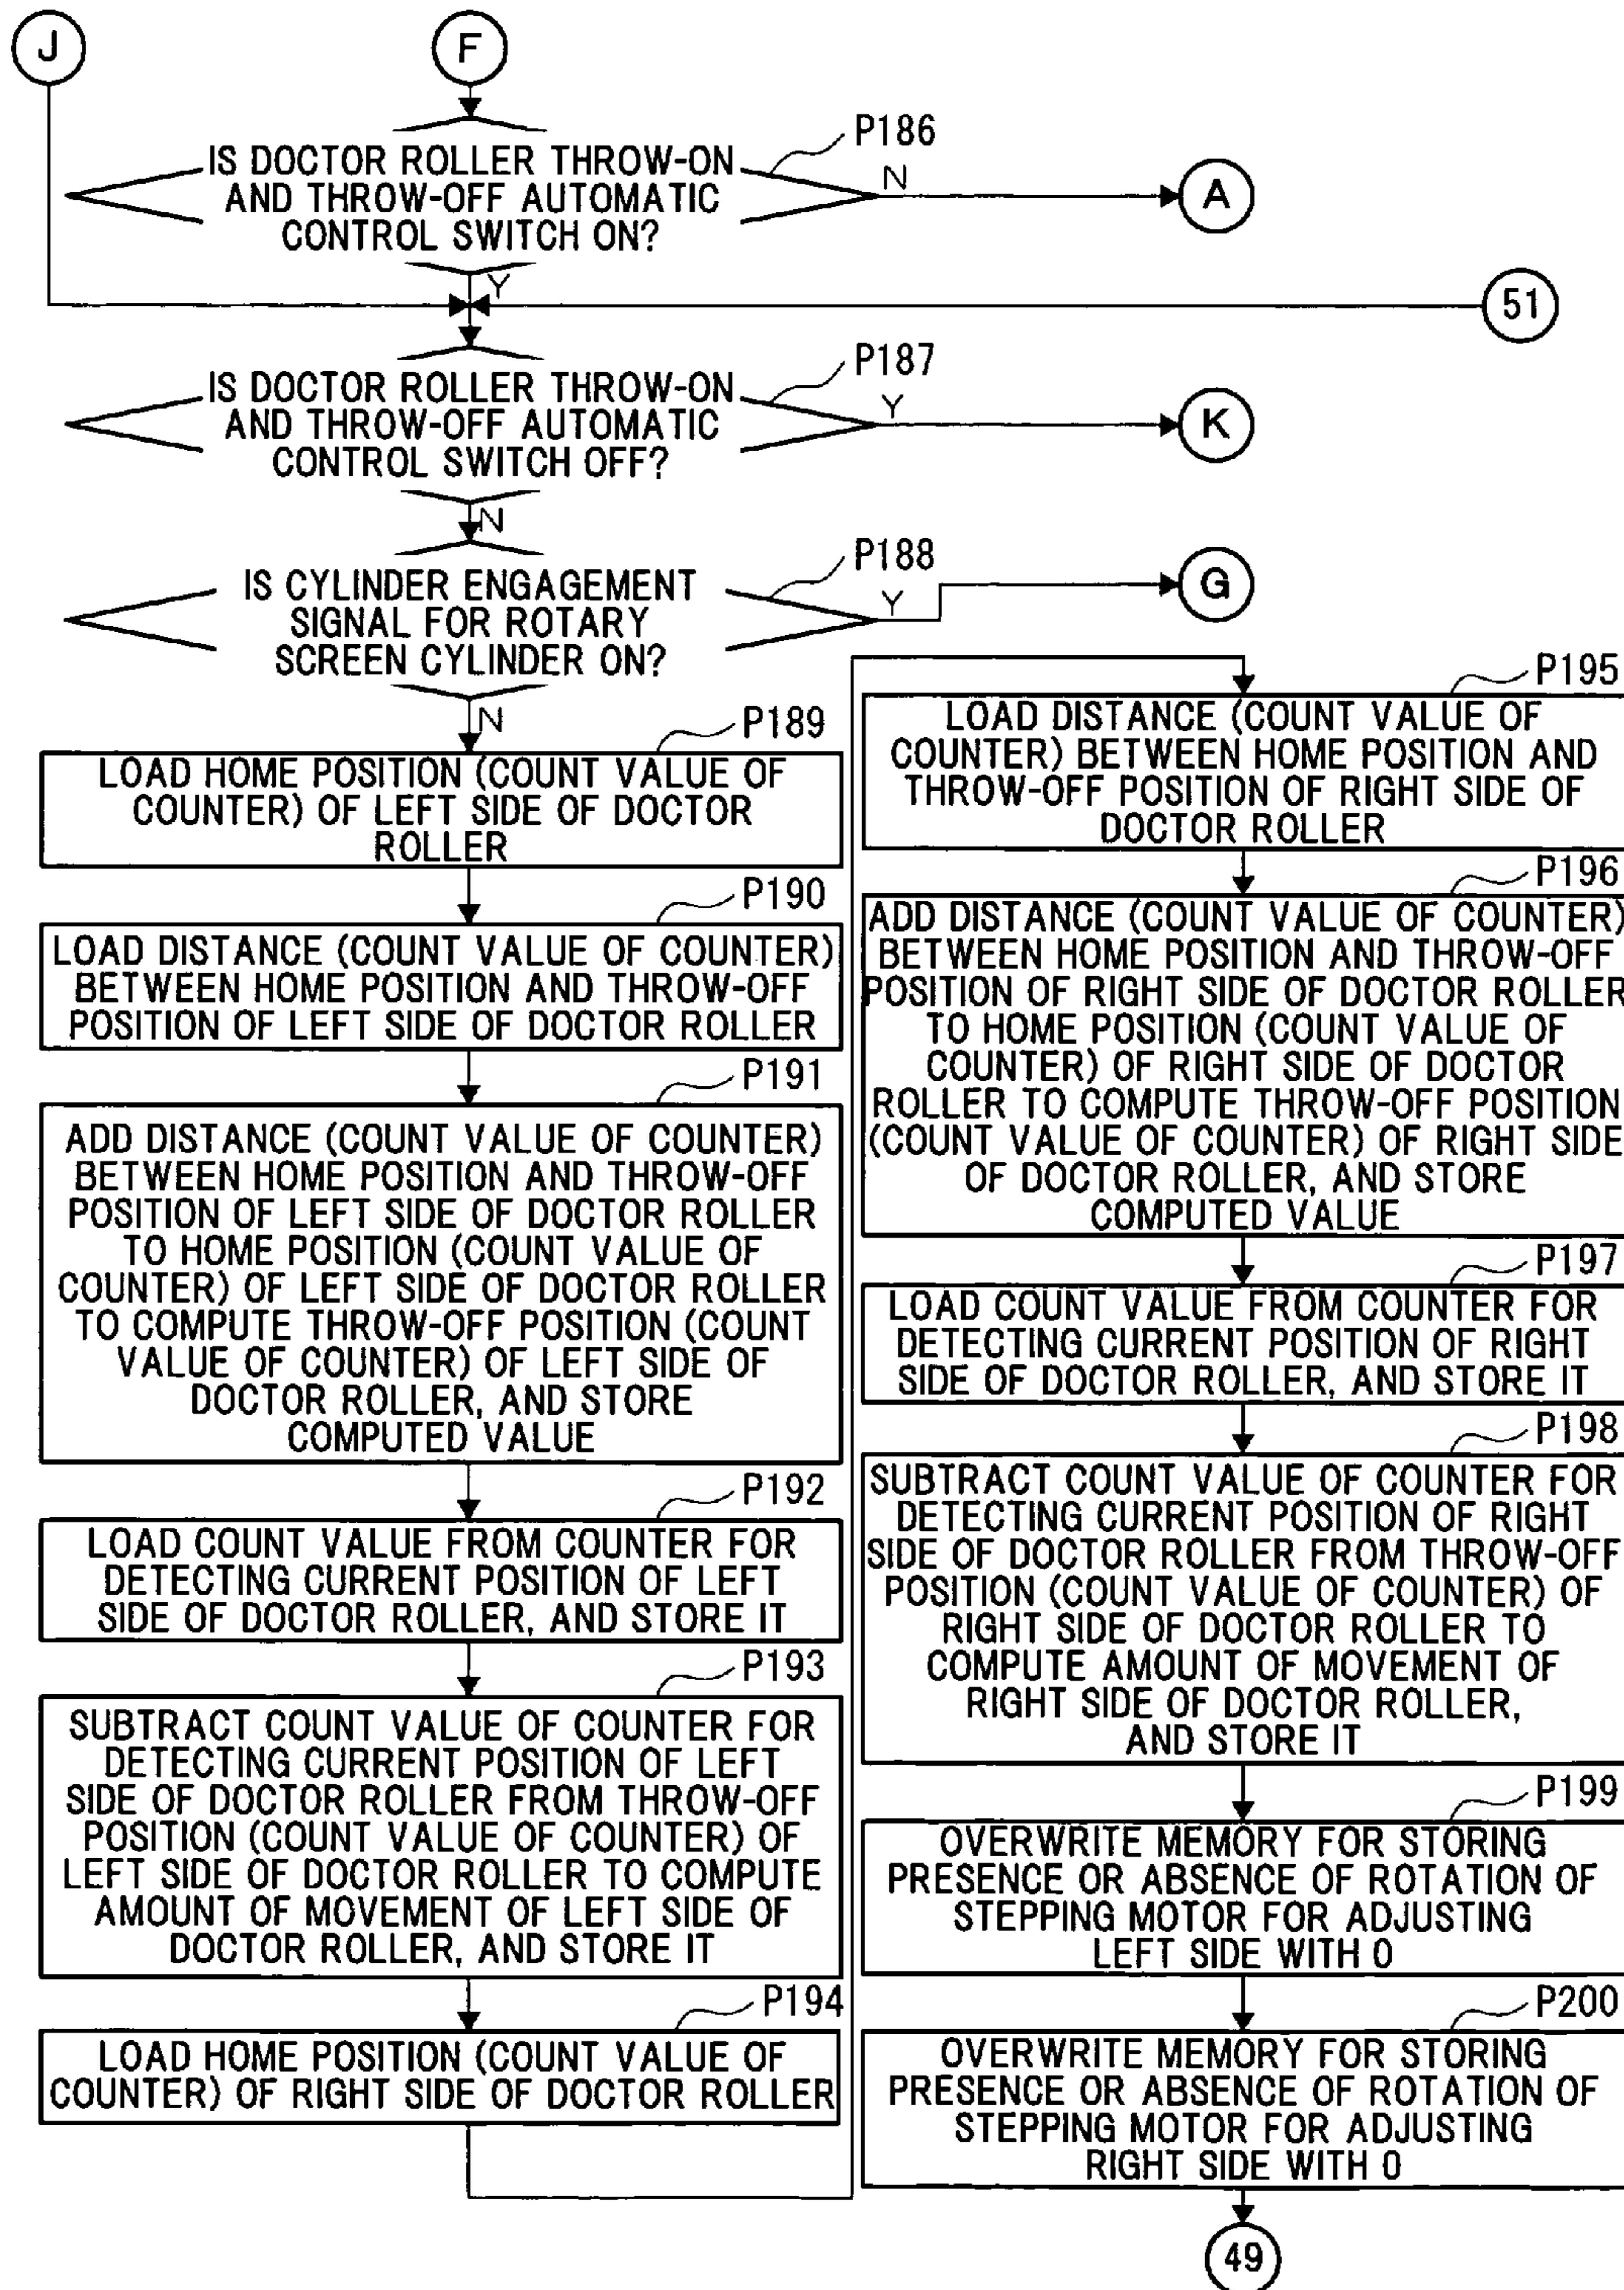 J
F
P186
IS DOCTOR ROLLER THROW-ON
AND THROW-OFF AUTOMATIC
CONTROL SWITCH ON?
N
A
Y
51
P187
IS DOCTOR ROLLER THROW-ON
AND THROW-OFF AUTOMATIC
CONTROL SWITCH OFF?
Y
K
N
P188
IS CYLINDER ENGAGEMENT
SIGNAL FOR ROTARY
SCREEN CYLINDER ON?
Y
G
N
P189
LOAD HOME POSITION (COUNT VALUE OF
COUNTER) OF LEFT SIDE OF DOCTOR
ROLLER
P190
LOAD DISTANCE (COUNT VALUE OF COUNTER)
BETWEEN HOME POSITION AND THROW-OFF
POSITION OF LEFT SIDE OF DOCTOR ROLLER
P191
ADD DISTANCE (COUNT VALUE OF COUNTER)
BETWEEN HOME POSITION AND THROW-OFF
POSITION OF LEFT SIDE OF DOCTOR ROLLER
TO HOME POSITION (COUNT VALUE OF
COUNTER) OF LEFT SIDE OF DOCTOR ROLLER
TO COMPUTE THROW-OFF POSITION (COUNT
VALUE OF COUNTER) OF LEFT SIDE OF
DOCTOR ROLLER, AND STORE
COMPUTED VALUE
P192
LOAD COUNT VALUE FROM COUNTER FOR
DETECTING CURRENT POSITION OF LEFT
SIDE OF DOCTOR ROLLER, AND STORE IT
P193
SUBTRACT COUNT VALUE OF COUNTER FOR
DETECTING CURRENT POSITION OF LEFT
SIDE OF DOCTOR ROLLER FROM THROW-OFF
POSITION (COUNT VALUE OF COUNTER) OF
LEFT SIDE OF DOCTOR ROLLER TO COMPUTE
AMOUNT OF MOVEMENT OF LEFT SIDE OF
DOCTOR ROLLER, AND STORE IT
P194
LOAD HOME POSITION (COUNT VALUE OF
COUNTER) OF RIGHT SIDE OF DOCTOR ROLLER
P195
LOAD DISTANCE (COUNT VALUE OF
COUNTER) BETWEEN HOME POSITION AND
THROW-OFF POSITION OF RIGHT SIDE OF
DOCTOR ROLLER
P196
ADD DISTANCE (COUNT VALUE OF COUNTER)
BETWEEN HOME POSITION AND THROW-OFF
POSITION OF RIGHT SIDE OF DOCTOR ROLLER
TO HOME POSITION (COUNT VALUE OF
COUNTER) OF RIGHT SIDE OF DOCTOR
ROLLER TO COMPUTE THROW-OFF POSITION
(COUNT VALUE OF COUNTER) OF RIGHT SIDE
OF DOCTOR ROLLER, AND STORE
COMPUTED VALUE
P197
LOAD COUNT VALUE FROM COUNTER FOR
DETECTING CURRENT POSITION OF RIGHT
SIDE OF DOCTOR ROLLER, AND STORE IT
P198
SUBTRACT COUNT VALUE OF COUNTER FOR
DETECTING CURRENT POSITION OF RIGHT
SIDE OF DOCTOR ROLLER FROM THROW-OFF
POSITION (COUNT VALUE OF COUNTER) OF
RIGHT SIDE OF DOCTOR ROLLER TO
COMPUTE AMOUNT OF MOVEMENT OF
RIGHT SIDE OF DOCTOR ROLLER,
AND STORE IT
P199
OVERWRITE MEMORY FOR STORING
PRESENCE OR ABSENCE OF ROTATION OF
STEPPING MOTOR FOR ADJUSTING
LEFT SIDE WITH 0
P200
OVERWRITE MEMORY FOR STORING
PRESENCE OR ABSENCE OF ROTATION OF
STEPPING MOTOR FOR ADJUSTING
RIGHT SIDE WITH 0
49